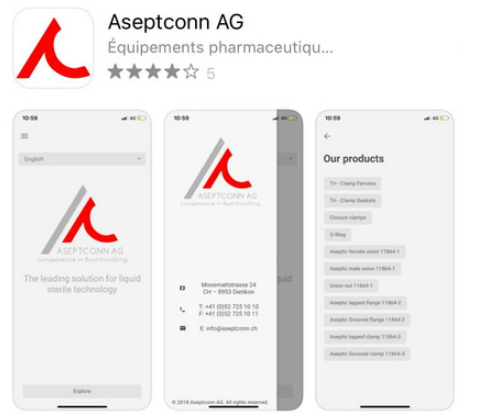 Aseptconn AG
Équipements pharmaceutiqu...
5
10:59
4G
English
ASEPTCONN AG
competence in fluid handling
The leading solution for liquid
sterile technology
Explore
10:59
4G
ASEPTCONN AG
competence in fluid handling
quid
Moosmattstrasse 24
CH – 8953 Dietikon
T: +41 (0)52 725 10 10
F: +41 (0)52 725 10 11
E: info@aseptconn.ch
© 2018 Aseptconn AG. All rights reserved.
10:59
4G
Our products
Tri - Clamp Ferrules
Tri - Clamp Gaskets
Closure clamps
O-Ring
Aseptic female union 11864-1
Aseptic male union 11864-1
Union nut 11864-1
Aseptic lapped flange 11864-2
Aseptic Grooved flange 11864-2
Aseptic lapped clamp 11864-3
Aseptic Grooved clamp 11864-3